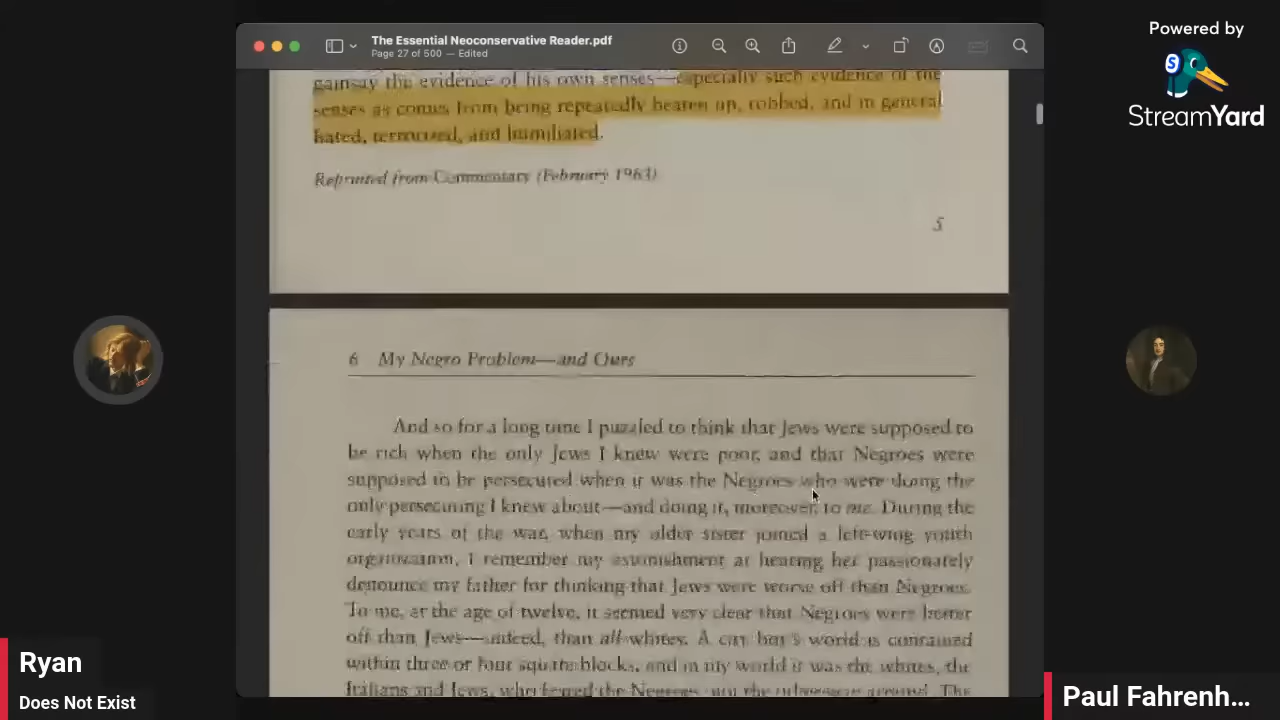 Powered by
StreamYard
The Essential Neoconservative Reader.pdf
Page 27 of 500 — Edited
gainsay the evidence of his own senses—especially such evidence of the
senses as comes from being repeatedly beaten up, robbed, and in general
hated, terrorized, and humiliated.
Reprinted from Commentary (February 1963)
5
6 My Negro Problem—and Ours
And so for a long time I puzzled to think that Jews were supposed to
be rich when the only Jews I knew were poor, and that Negroes were
supposed to be persecuted when it was the Negroes who were doing the
only persecuting I knew about—and doing it, moreover, to me. During the
early years of the war, when my older sister joined a left-wing youth
organization, I remember my astonishment at hearing her passionately
denounce my father for thinking that Jews were worse off than Negroes.
To me, at the age of twelve, it seemed very clear that Negroes were better
off than Jews—indeed, than all whites. A city boy's world is contained
within three or four square blocks, and in my world it was the whites, the
Italians and Jews, who feared the Negroes, not the other way around. The
Ryan
Does Not Exist
Paul Fahrenh...